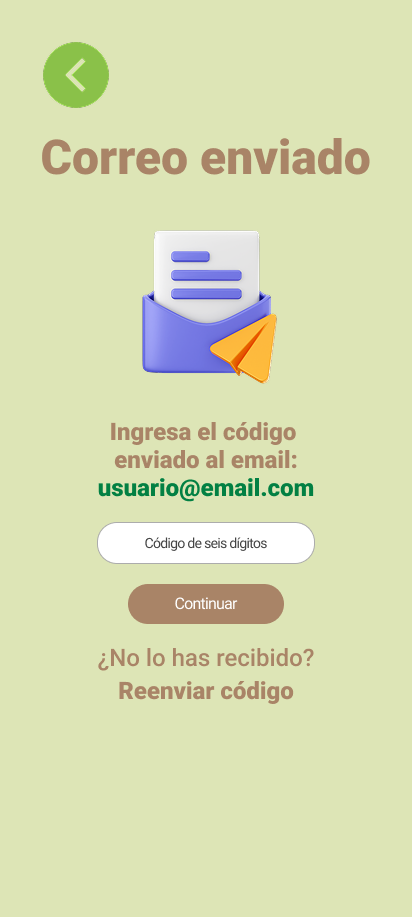 Correo enviado
Ingresa el código
enviado al email:
usuario@email.com
Código de seis dígitos
Continuar
¿No lo has recibido?
Reenviar código